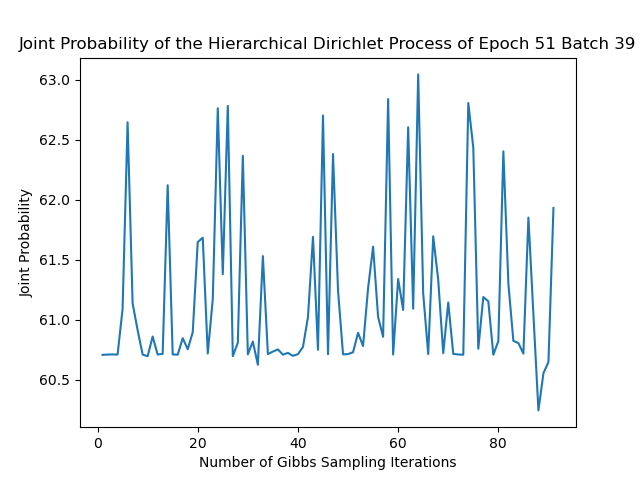 Joint Probability of the Hierarchical Dirichlet Process of Epoch 51 Batch 39
63.0
62.5
62.0
61.5
61.0
60.5
Joint Probability
0 20 40 60 80
Number of Gibbs Sampling Iterations